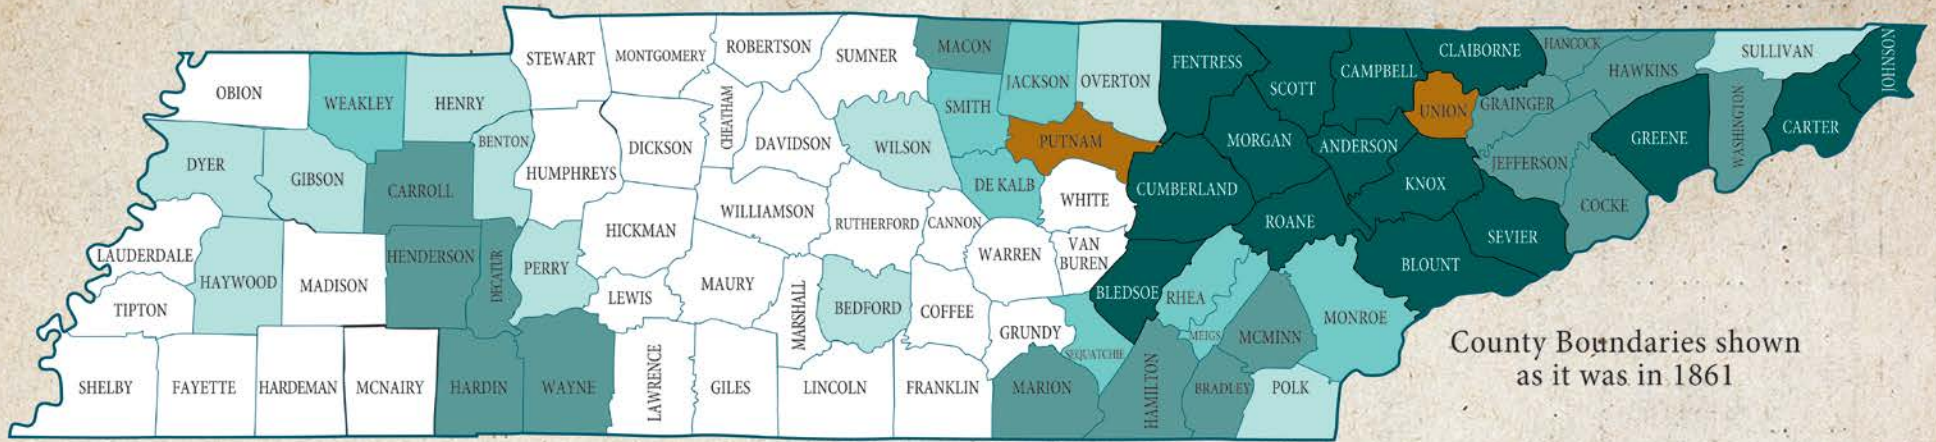 STEWART
MONTGOMERY
ROBERTSON
SUMNER
MACON
JACKSON
OVERTON
FENTRESS
SCOTT
CAMPBELL
CLAIBORNE
HANCOCK
HAWKINS
SULLIVAN
JOHNSON
OBION
WEAKLEY
HENRY
BENTON
HUMPHREYS
DICKSON
CHEATHAM
DAVIDSON
WILSON
SMITH
PUTNAM
DE KALB
WHITE
MORGAN
ANDERSON
UNION
GRAINGER
JEFFERSON
GREENE
WASHINGTON
CARTER
DYER
GIBSON
CARROLL
HICKMAN
WILLIAMSON
RUTHERFORD
CANNON
WARREN
VAN
BUREN
CUMBERLAND
ROANE
KNOX
SEVIER
COCKE
LAUDERDALE
HAYWOOD
MADISON
HENDERSON
DECATUR
PERRY
LEWIS
MAURY
MARSHALL
BEDFORD
COFFEE
GRUNDY
BLEDSOE
RHEA
MEIGS
MCMINN
MONROE
BLOUNT
TIPTON
SHELBY
FAYETTE
HARDEMAN
MCNAIRY
HARDIN
WAYNE
LAWRENCE
GILES
LINCOLN
FRANKLIN
MARION
SEQUATCHIE
HAMILTON
BRADLEY
POLK
County Boundaries shown
as it was in 1861